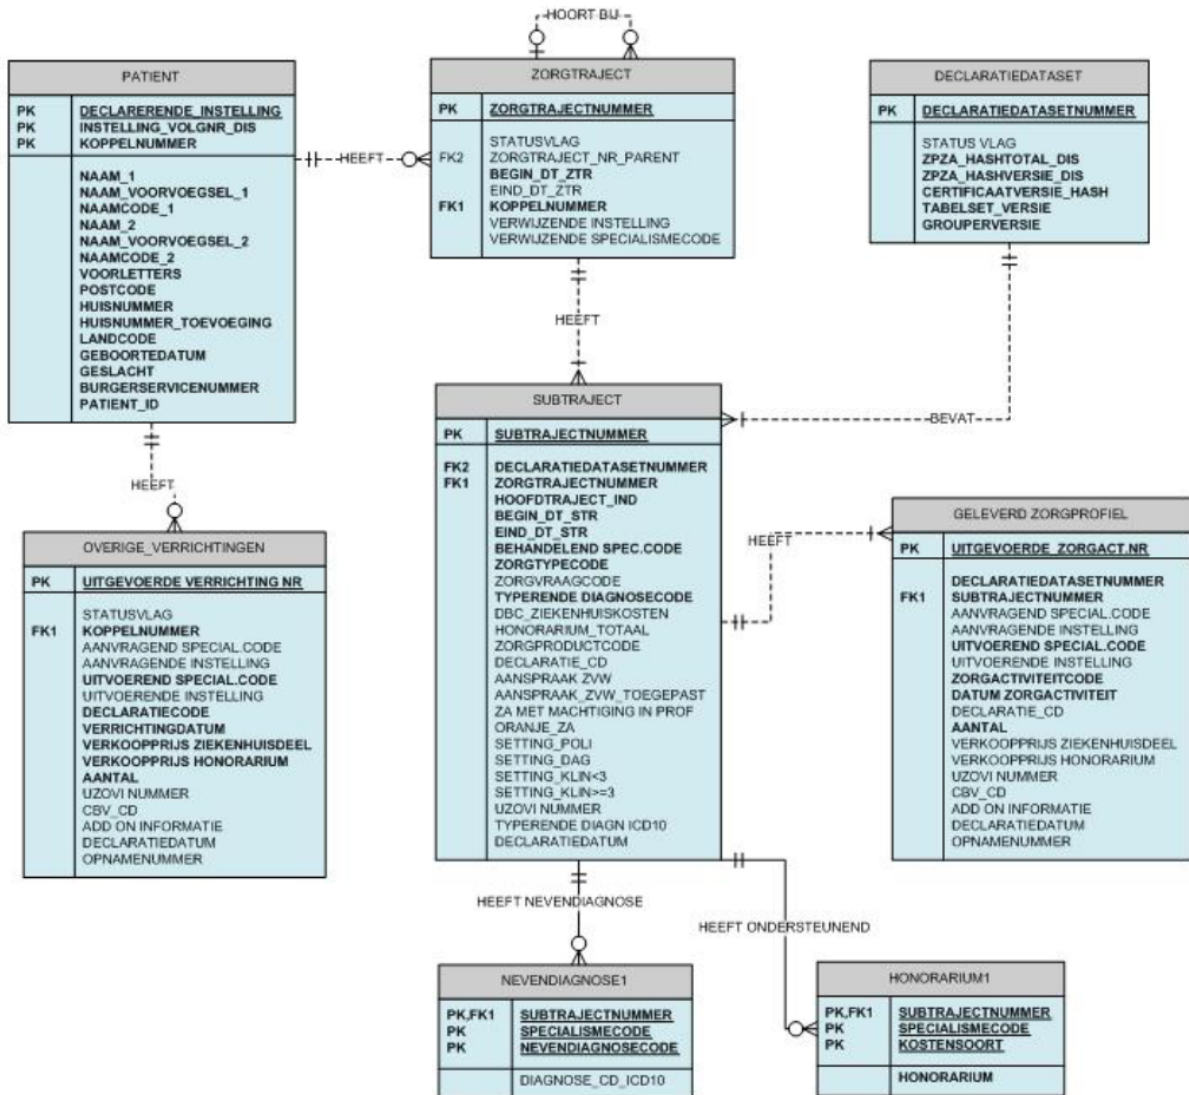 HOORT BIJ
PATIENT
PK DECLARERENDE_INSTELLING
PK INSTELLING_VOLGNR_DIS
PK KOPPELNUMMER
NAAM_1
NAAM_VOORVOEGSEL_1
NAAMCODE_1
NAAM_2
NAAM_VOORVOEGSEL_2
NAAMCODE_2
VOORLETTERS
POSTCODE
HUISNUMMER
HUISNUMMER_TOEVOEGING
LANDCODE
GEBOORTEDATUM
GESLACHT
BURGERSERVICENUMMER
PATIENT_ID
HEEFT
ZORGTRAJECT
PK ZORGTRAJECTNUMMER
STATUSVLAG
FK2 ZORGTRAJECT_NR_PARENT
BEGIN_DT_ZTR
EIND_DT_ZTR
FK1 KOPPELNUMMER
VERWIJZENDE INSTELLING
VERWIJZENDE SPECIALISMECODE
DECLARATIEDATASET
PK DECLARATIEDATASETNUMMER
STATUS VLAG
ZPZA_HASHTOTAL_DIS
ZPZA_HASHVERSIE_DIS
CERTIFICAATVERSIE_HASH
TABELSET_VERSIE
GROUPERVERSIE
HEEFT
BEVAT
HEEFT
OVERIGE_VERRICHTINGEN
PK UITGEVOERDE VERRICHTING NR
STATUSVLAG
FK1 KOPPELNUMMER
AANVRAGEND SPECIAL.CODE
AANVRAGENDE INSTELLING
UITVOEREND SPECIAL.CODE
UITVOERENDE INSTELLING
DECLARATIECODE
VERRICHTINGDATUM
VERKOOPPRIJS ZIEKENHUISDEEL
VERKOOPPRIJS HONORARIUM
AANTAL
UZOVI NUMMER
CBV_CD
ADD ON INFORMATIE
DECLARATIEDATUM
OPNAMENUMMER
SUBTRAJECT
PK SUBTRAJECTNUMMER
FK2 DECLARATIEDATASETNUMMER
FK1 ZORGTRAJECTNUMMER
HOOFDTRAJECT_IND
BEGIN_DT_STR
EIND_DT_STR
BEHANDELEND SPEC.CODE
ZORGTYPECODE
ZORGVRAAGCODE
TYPERENDE DIAGNOSECODE
DBC_ZIEKENHUISKOSTEN
HONORARIUM_TOTAAL
ZORGPRODUCTCODE
DECLARATIE_CD
AANSPRAAK ZVW
AANSPRAAK_ZVW_TOEGEPAST
ZA MET MACHTIGING IN PROF
ORANJE_ZA
SETTING_POLI
SETTING_DAG
SETTING_KLIN<3
SETTING_KLIN>=3
UZOVI NUMMER
TYPERENDE DIAGN ICD10
DECLARATIEDATUM
HEEFT
GELEVERD ZORGPROFIEL
PK UITGEVOERDE_ZORGACT.NR
DECLARATIEDATASETNUMMER
FK1 SUBTRAJECTNUMMER
AANVRAGEND SPECIAL.CODE
AANVRAGENDE INSTELLING
UITVOEREND SPECIAL.CODE
UITVOERENDE INSTELLING
ZORGACTIVITEITCODE
DATUM ZORGACTIVITEIT
DECLARATIE_CD
AANTAL
VERKOOPPRIJS ZIEKENHUISDEEL
VERKOOPPRIJS HONORARIUM
UZOVI NUMMER
CBV_CD
ADD ON INFORMATIE
DECLARATIEDATUM
OPNAMENUMMER
HEEFT NEVENDIAGNOSE
HEEFT ONDERSTEUNEND
NEVENDIAGNOSE1
PK,FK1 SUBTRAJECTNUMMER
PK SPECIALISMECODE
PK NEVENDIAGNOSECODE
DIAGNOSE_CD_ICD10
HONORARIUM1
PK,FK1 SUBTRAJECTNUMMER
PK SPECIALISMECODE
PK KOSTENSOORT
HONORARIUM